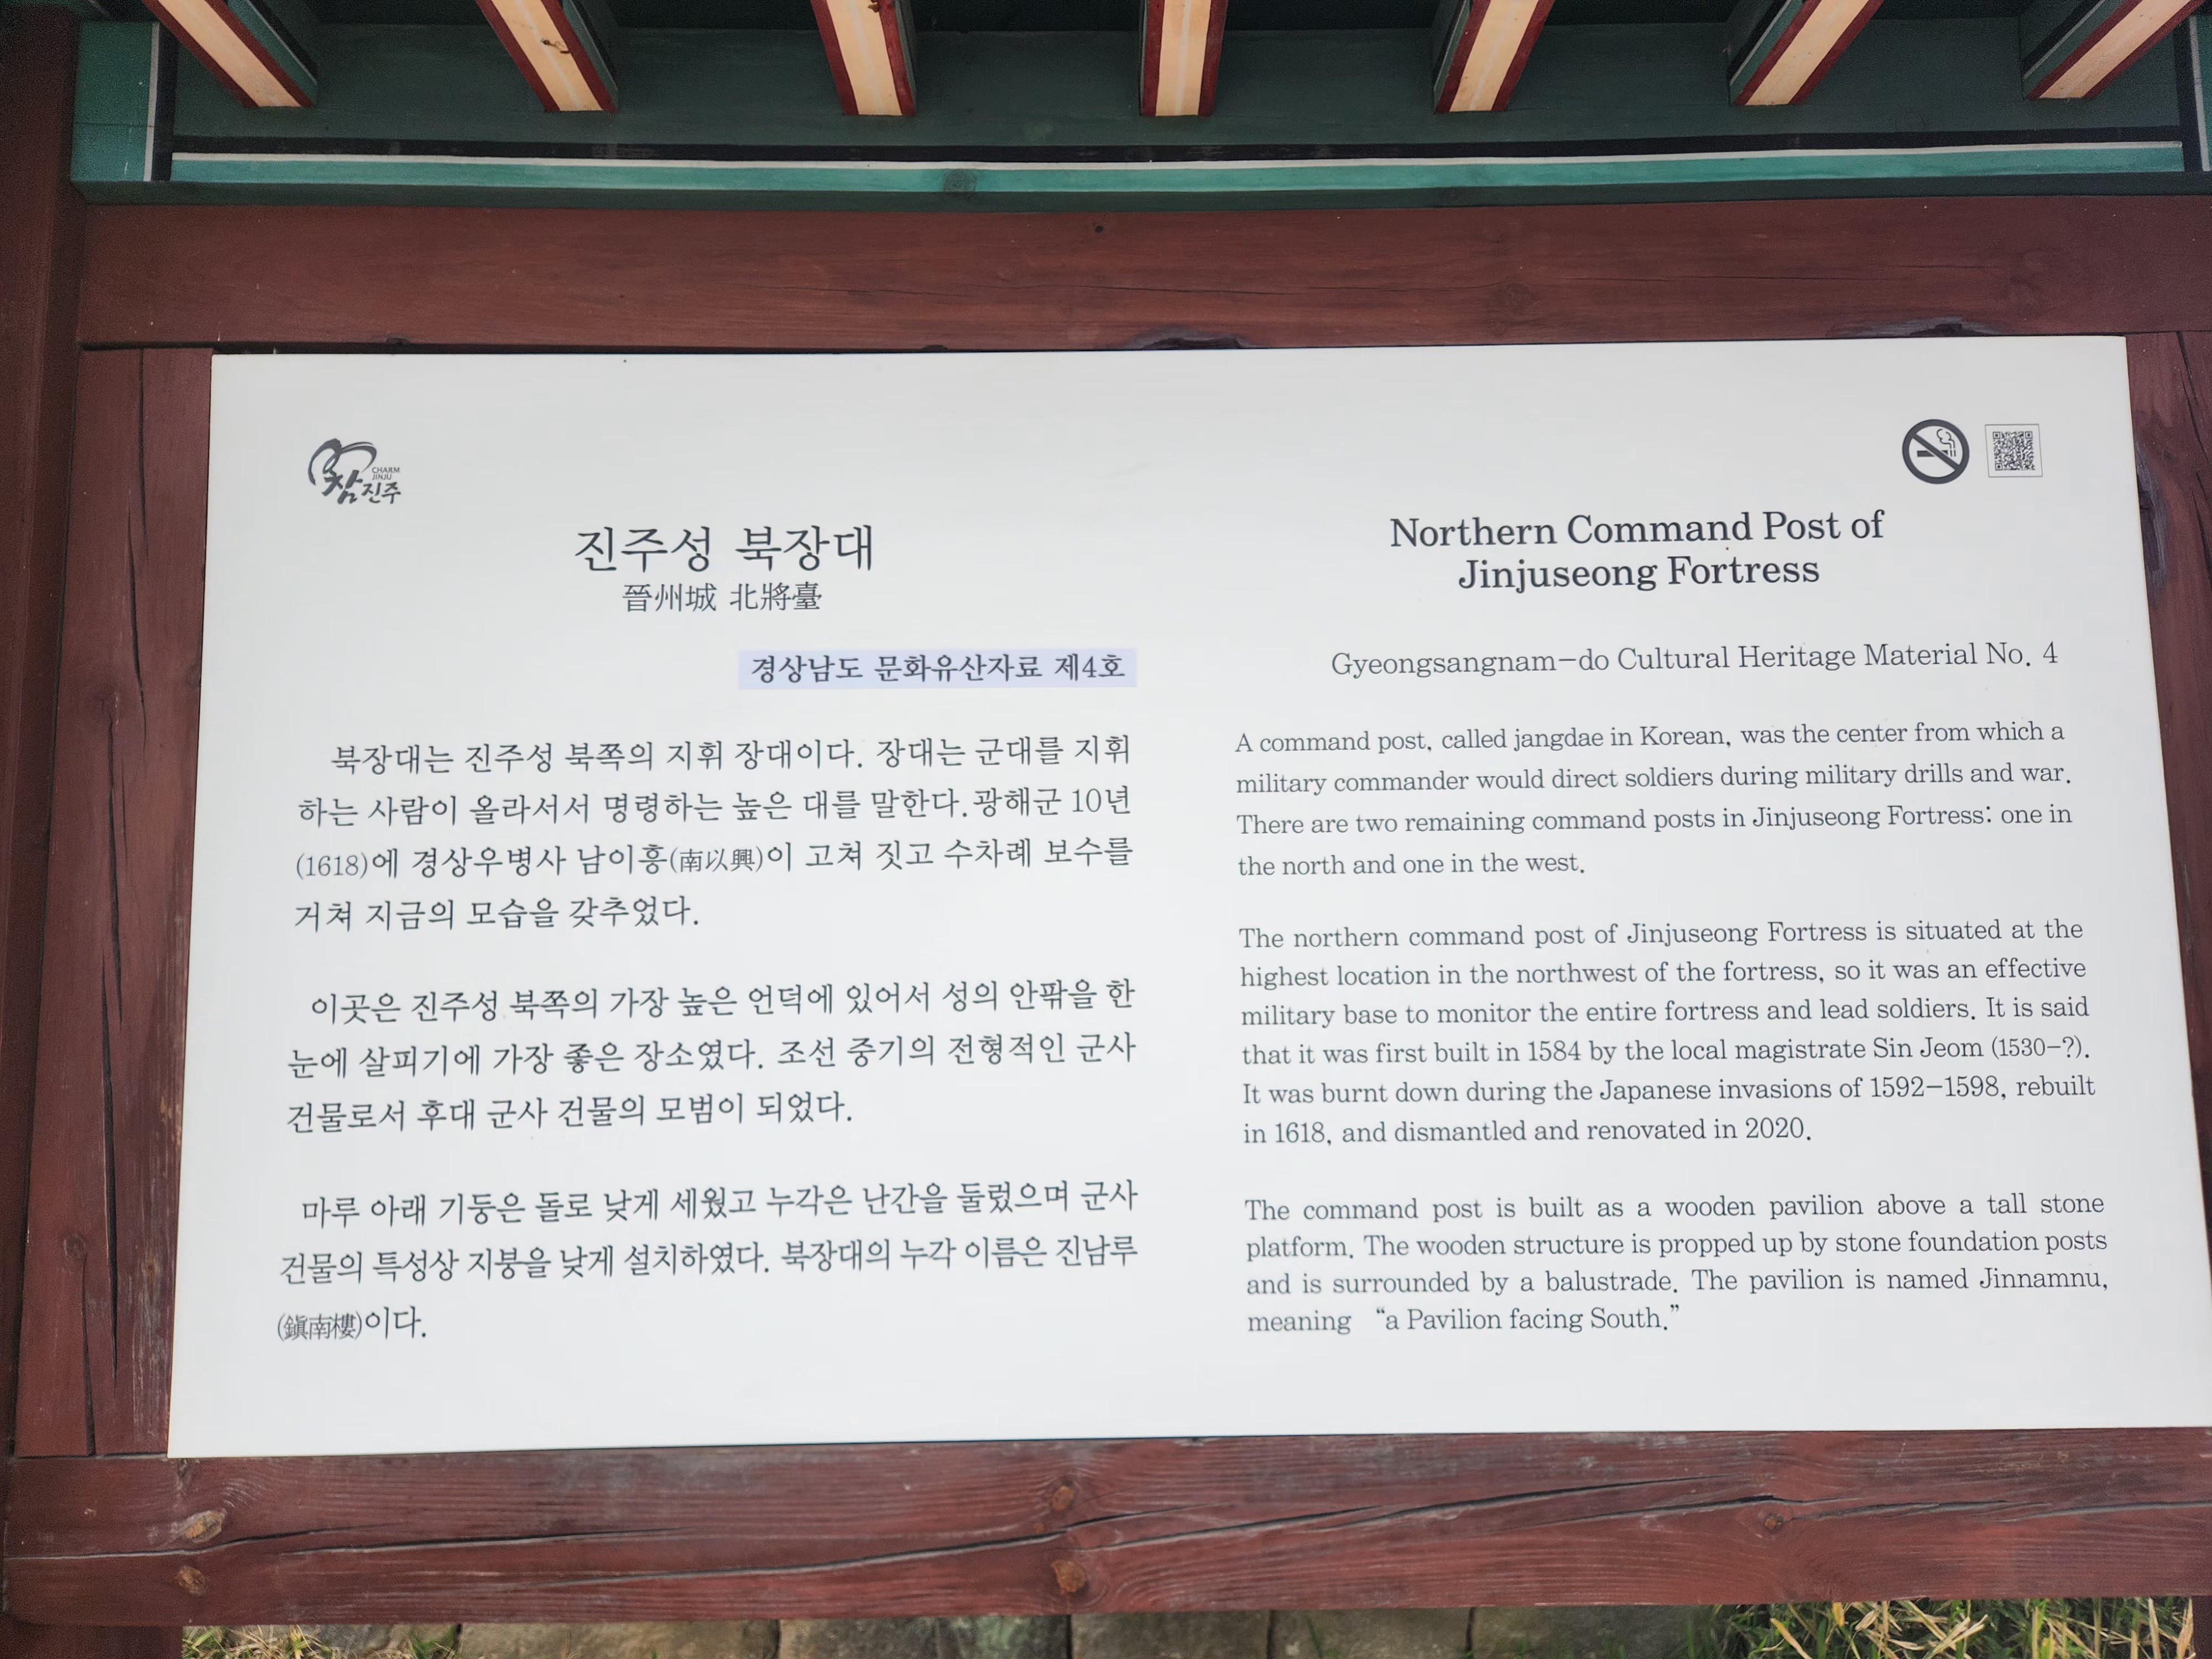 참진주
CHARM
JINJU
진주성 북장대
晉州城 北將臺
경상남도 문화유산자료 제4호
북장대는 진주성 북쪽의 지휘 장대이다. 장대는 군대를 지휘
하는 사람이 올라서서 명령하는 높은 대를 말한다. 광해군 10년
(1618)에 경상우병사 남이흥(南以興)이 고쳐 짓고 수차례 보수를
거쳐 지금의 모습을 갖추었다.
이곳은 진주성 북쪽의 가장 높은 언덕에 있어서 성의 안팎을 한
눈에 살피기에 가장 좋은 장소였다. 조선 중기의 전형적인 군사
건물로서 후대 군사 건물의 모범이 되었다.
마루 아래 기둥은 돌로 낮게 세웠고 누각은 난간을 둘렀으며 군사
건물의 특성상 지붕을 낮게 설치하였다. 북장대의 누각 이름은 진남루
(鎭南樓)이다.
Northern Command Post of
Jinjuseong Fortress
Gyeongsangnam-do Cultural Heritage Material No. 4
A command post, called jangdae in Korean, was the center from which a
military commander would direct soldiers during military drills and war.
There are two remaining command posts in Jinjuseong Fortress: one in
the north and one in the west.
The northern command post of Jinjuseong Fortress is situated at the
highest location in the northwest of the fortress, so it was an effective
military base to monitor the entire fortress and lead soldiers. It is said
that it was first built in 1584 by the local magistrate Sin Jeom (1530-?).
It was burnt down during the Japanese invasions of 1592-1598, rebuilt
in 1618, and dismantled and renovated in 2020.
The command post is built as a wooden pavilion above a tall stone
platform. The wooden structure is propped up by stone foundation posts
and is surrounded by a balustrade. The pavilion is named Jinnamnu,
meaning “a Pavilion facing South.”